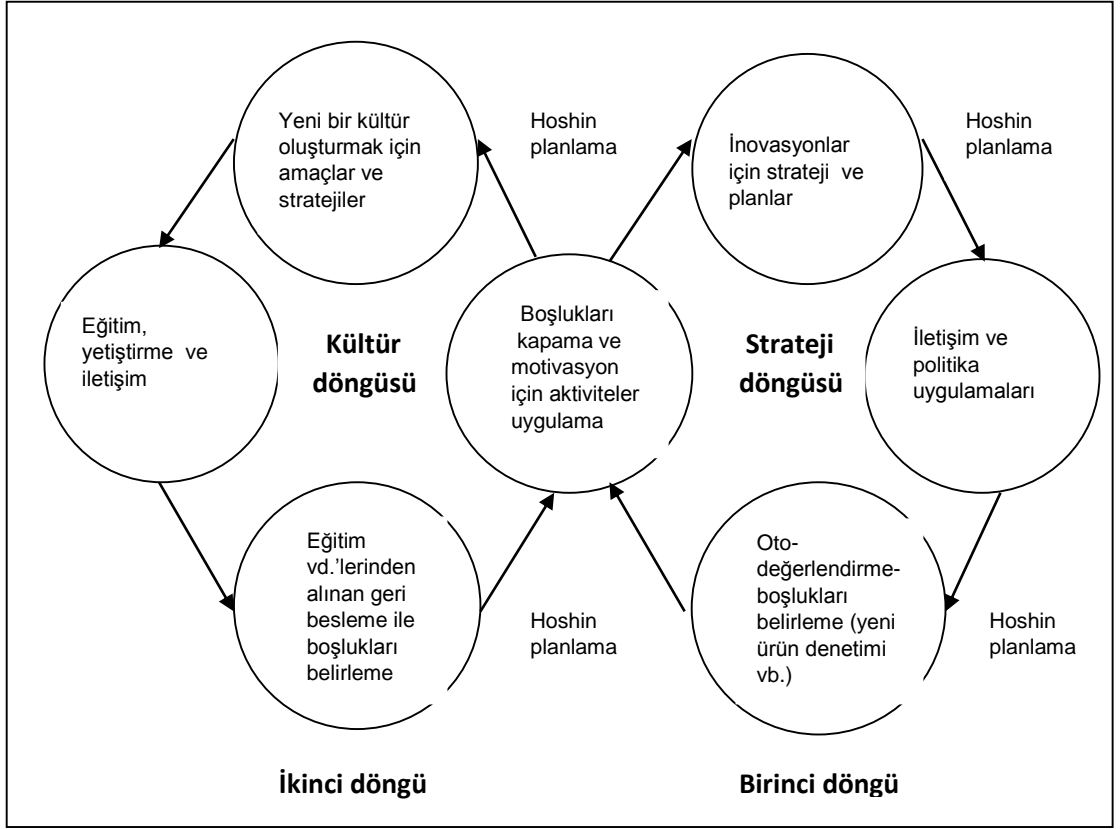 Yeni bir kültür
oluşturmak için
amaçlar ve
stratejiler
Hoshin
planlama
İnovasyonlar
için strateji ve
planlar
Hoshin
planlama
Eğitim,
yetiştirme ve
iletişim
Kültür
döngüsü
Boşlukları
kapama ve
motivasyon
için aktiviteler
uygulama
Strateji
döngüsü
İletişim ve
politika
uygulamaları
Eğitim
vd.'lerinden
alınan geri
besleme ile
boşlukları
belirleme
Hoshin
planlama
Oto-
değerlendirme-
boşlukları
belirleme (yeni
ürün denetimi
vb.)
Hoshin
planlama
İkinci döngü
Birinci döngü